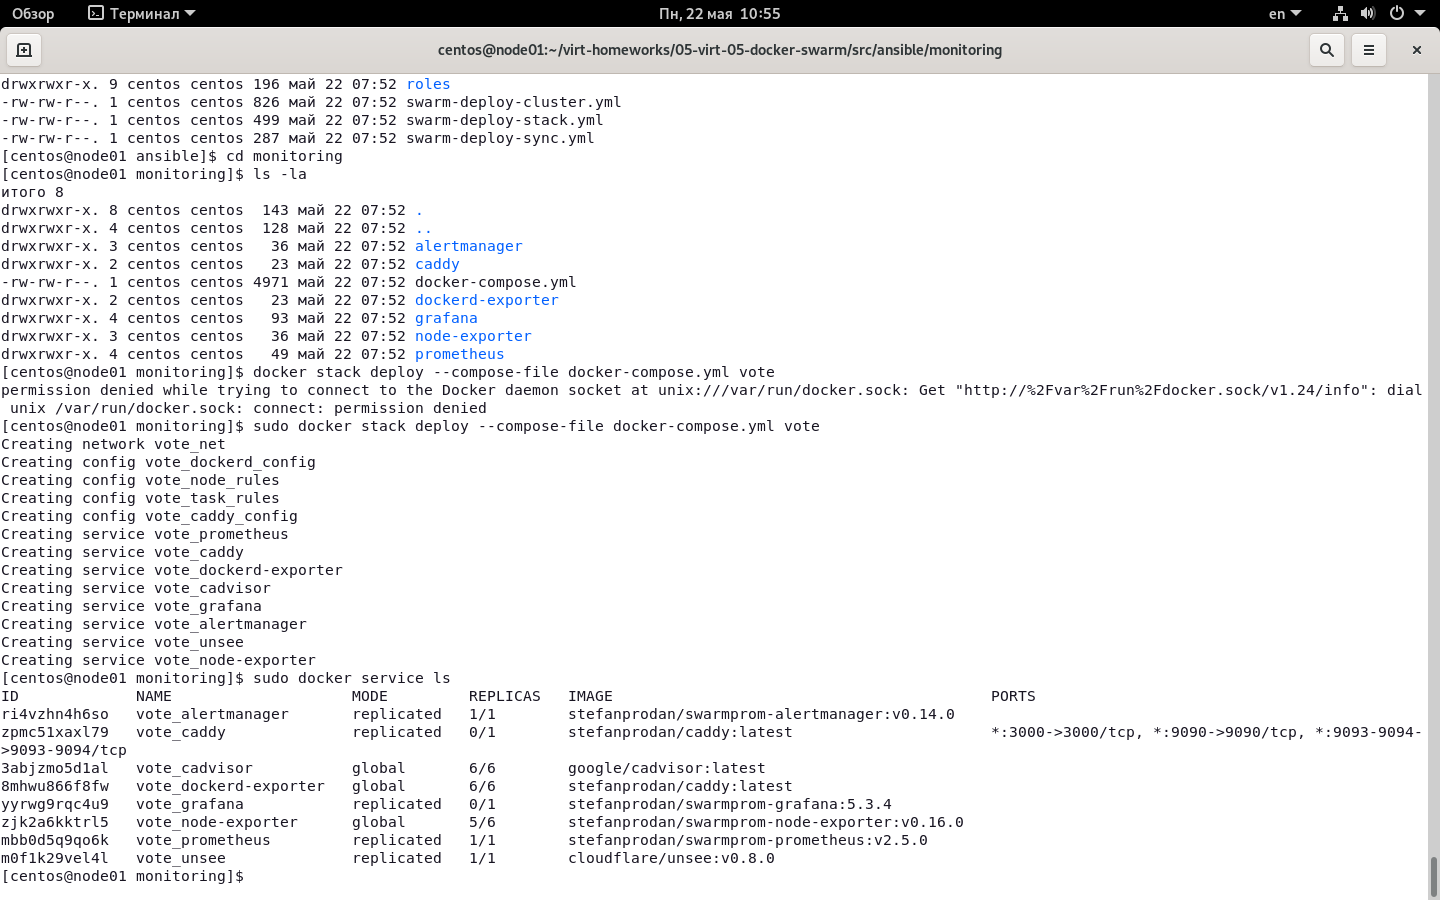 Обзор Терминал Пн, 22 мая 10:55 en
centos@node01:~/virt-homeworks/05-virt-05-docker-swarm/src/ansible/monitoring
drwxrwxr-x. 9 centos centos 196 май 22 07:52 roles
-rw-rw-r--. 1 centos centos 826 май 22 07:52 swarm-deploy-cluster.yml
-rw-rw-r--. 1 centos centos 499 май 22 07:52 swarm-deploy-stack.yml
-rw-rw-r--. 1 centos centos 287 май 22 07:52 swarm-deploy-sync.yml
[centos@node01 ansible]$ cd monitoring
[centos@node01 monitoring]$ ls -la
итого 8
drwxrwxr-x. 8 centos centos  143 май 22 07:52 .
drwxrwxr-x. 4 centos centos  128 май 22 07:52 ..
drwxrwxr-x. 3 centos centos   36 май 22 07:52 alertmanager
drwxrwxr-x. 2 centos centos   23 май 22 07:52 caddy
-rw-rw-r--. 1 centos centos 4971 май 22 07:52 docker-compose.yml
drwxrwxr-x. 2 centos centos   23 май 22 07:52 dockerd-exporter
drwxrwxr-x. 4 centos centos   93 май 22 07:52 grafana
drwxrwxr-x. 3 centos centos   36 май 22 07:52 node-exporter
drwxrwxr-x. 4 centos centos   49 май 22 07:52 prometheus
[centos@node01 monitoring]$ docker stack deploy --compose-file docker-compose.yml vote
permission denied while trying to connect to the Docker daemon socket at unix:///var/run/docker.sock: Get "http://%2Fvar%2Frun%2Fdocker.sock/v1.24/info": dial
 unix /var/run/docker.sock: connect: permission denied
[centos@node01 monitoring]$ sudo docker stack deploy --compose-file docker-compose.yml vote
Creating network vote_net
Creating config vote_dockerd_config
Creating config vote_node_rules
Creating config vote_task_rules
Creating config vote_caddy_config
Creating service vote_prometheus
Creating service vote_caddy
Creating service vote_dockerd-exporter
Creating service vote_cadvisor
Creating service vote_grafana
Creating service vote_alertmanager
Creating service vote_unsee
Creating service vote_node-exporter
[centos@node01 monitoring]$ sudo docker service ls
ID             NAME                    MODE         REPLICAS   IMAGE                                          PORTS
ri4vzhn4h6so   vote_alertmanager       replicated   1/1        stefanprodan/swarmprom-alertmanager:v0.14.0
zpmc51xaxl79   vote_caddy              replicated   0/1        stefanprodan/caddy:latest                      *:3000->3000/tcp, *:9090->9090/tcp, *:9093-9094-
>9093-9094/tcp
3abjzmo5d1al   vote_cadvisor           global       6/6        google/cadvisor:latest
8mhwu866f8fw   vote_dockerd-exporter   global       6/6        stefanprodan/caddy:latest
yyrwg9rqc4u9   vote_grafana            replicated   0/1        stefanprodan/swarmprom-grafana:5.3.4
zjk2a6kktrl5   vote_node-exporter      global       5/6        stefanprodan/swarmprom-node-exporter:v0.16.0
mbb0d5q9qo6k   vote_prometheus         replicated   1/1        stefanprodan/swarmprom-prometheus:v2.5.0
m0f1k29vel4l   vote_unsee              replicated   1/1        cloudflare/unsee:v0.8.0
[centos@node01 monitoring]$